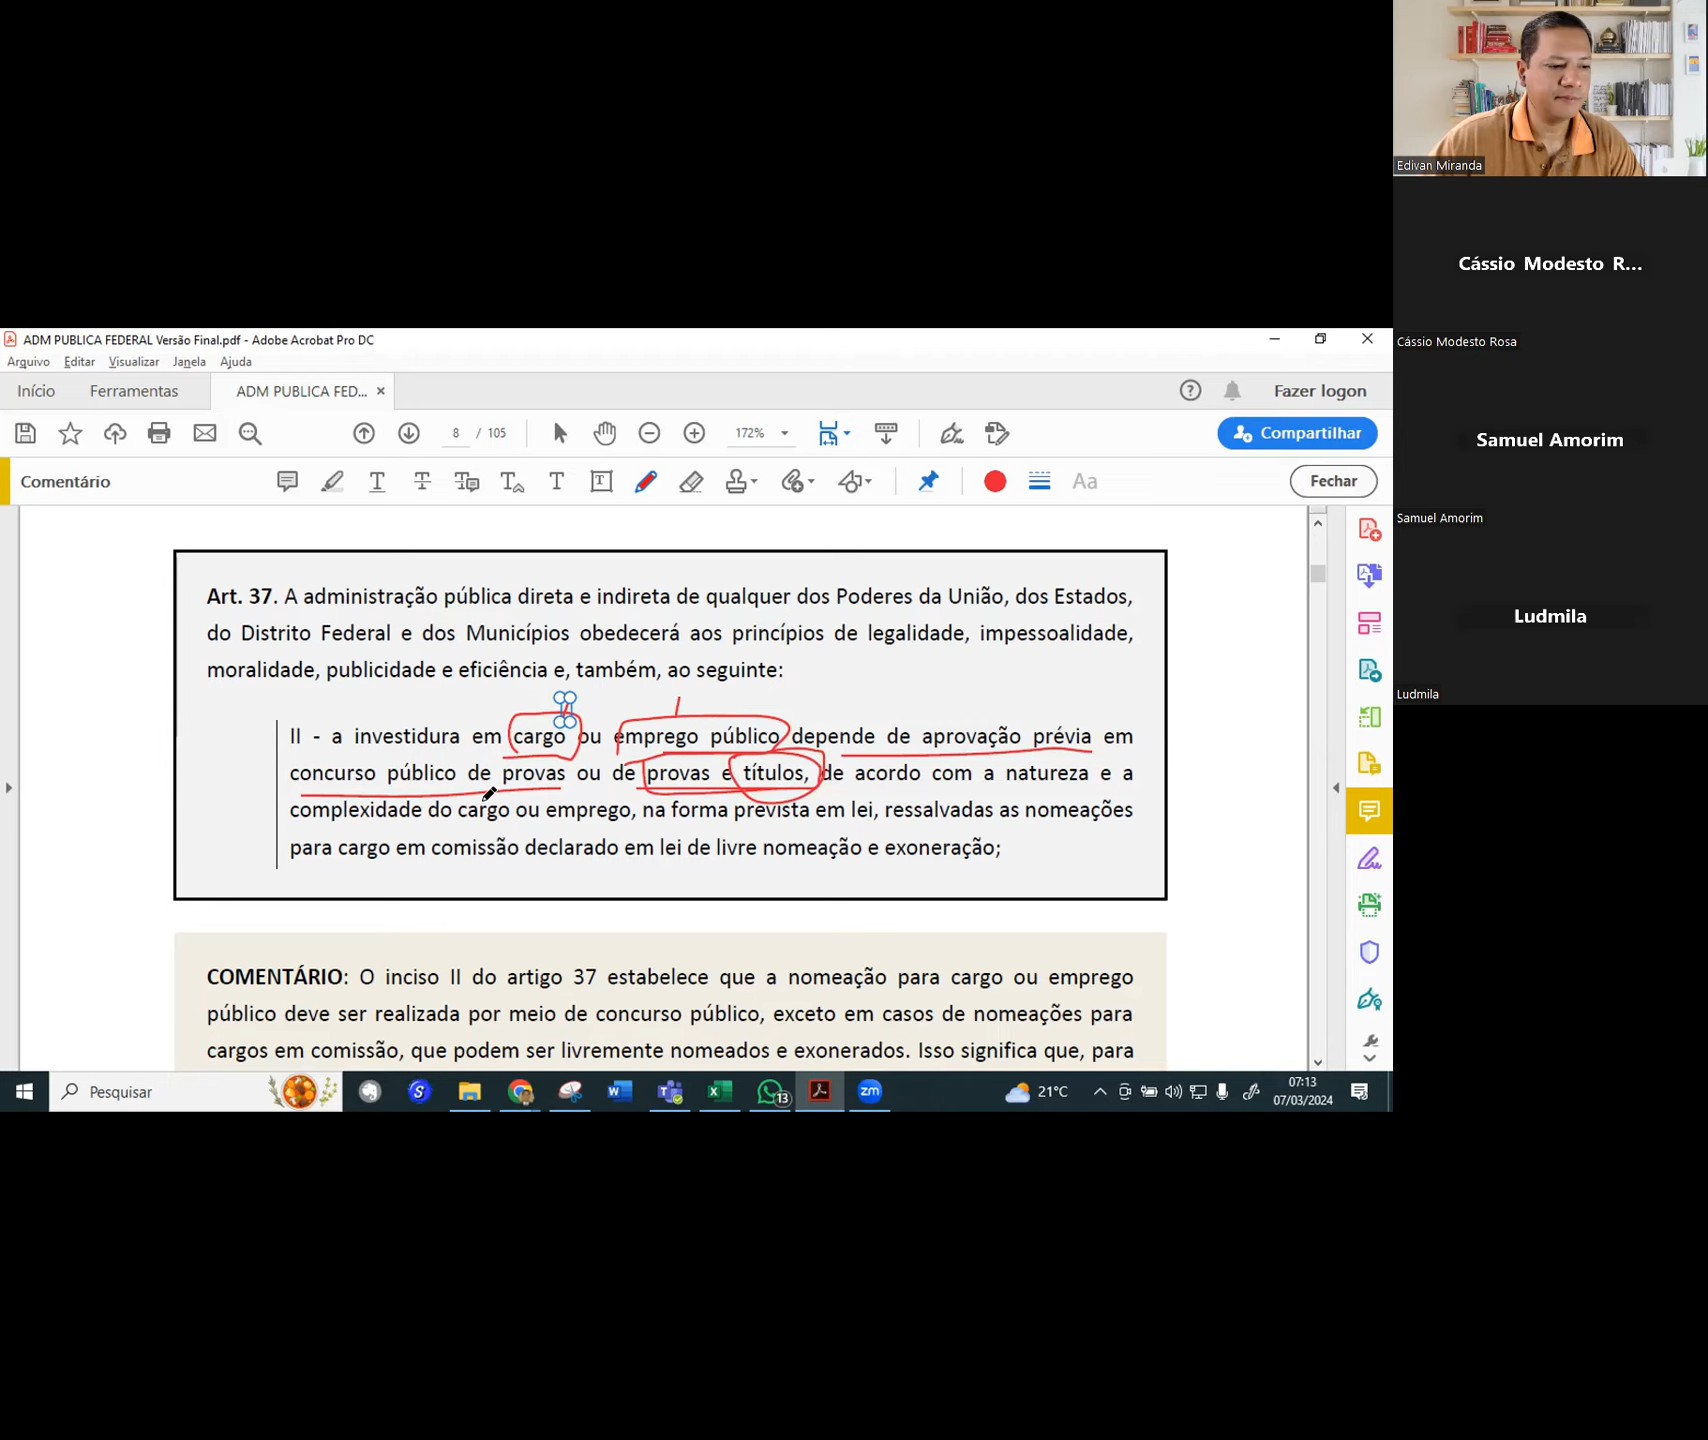 Edivan Miranda
Cássio Modesto R...
Cássio Modesto Rosa
Samuel Amorim
Samuel Amorim
Ludmila
Ludmila
ADM PUBLICA FEDERAL Versão Final.pdf - Adobe Acrobat Pro DC
Arquivo Editar Visualizar Janela Ajuda
Início Ferramentas ADM PUBLICA FED... × Fazer logon
8 / 105 172% Compartilhar
Comentário Aa Fechar
Art. 37. A administração pública direta e indireta de qualquer dos Poderes da União, dos Estados,
do Distrito Federal e dos Municípios obedecerá aos princípios de legalidade, impessoalidade,
moralidade, publicidade e eficiência e, também, ao seguinte:
II - a investidura em cargo ou emprego público depende de aprovação prévia em
concurso público de provas ou de provas e títulos, de acordo com a natureza e a
complexidade do cargo ou emprego, na forma prevista em lei, ressalvadas as nomeações
para cargo em comissão declarado em lei de livre nomeação e exoneração;
COMENTÁRIO: O inciso II do artigo 37 estabelece que a nomeação para cargo ou emprego
público deve ser realizada por meio de concurso público, exceto em casos de nomeações para
cargos em comissão, que podem ser livremente nomeados e exonerados. Isso significa que, para
Pesquisar 13 zm 21°C 07:13
07/03/2024